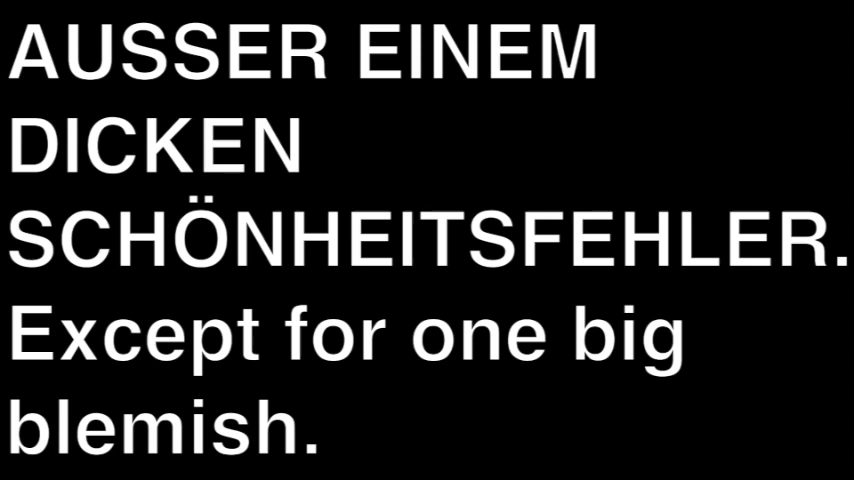 AUSSER EINEM
DICKEN
SCHÖNHEITSFEHLER.
Except for one big
blemish.